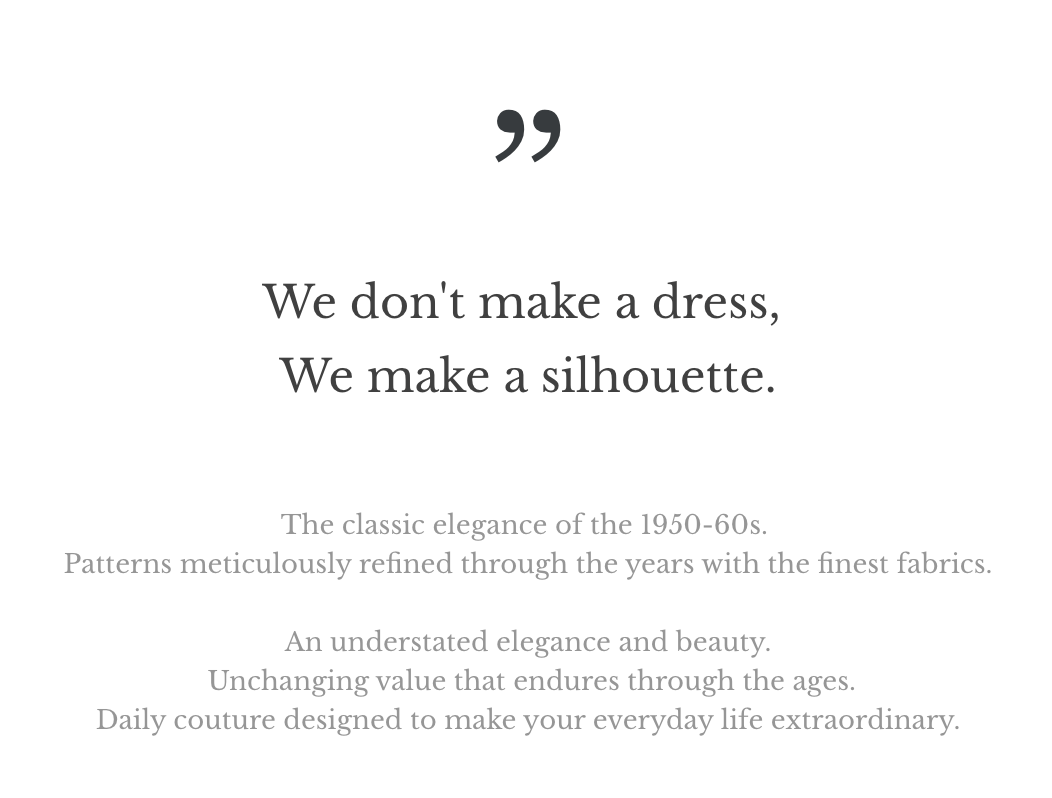 ”
We don't make a dress,
We make a silhouette.
The classic elegance of the 1950-60s.
Patterns meticulously refined through the years with the finest fabrics.
An understated elegance and beauty.
Unchanging value that endures through the ages.
Daily couture designed to make your everyday life extraordinary.